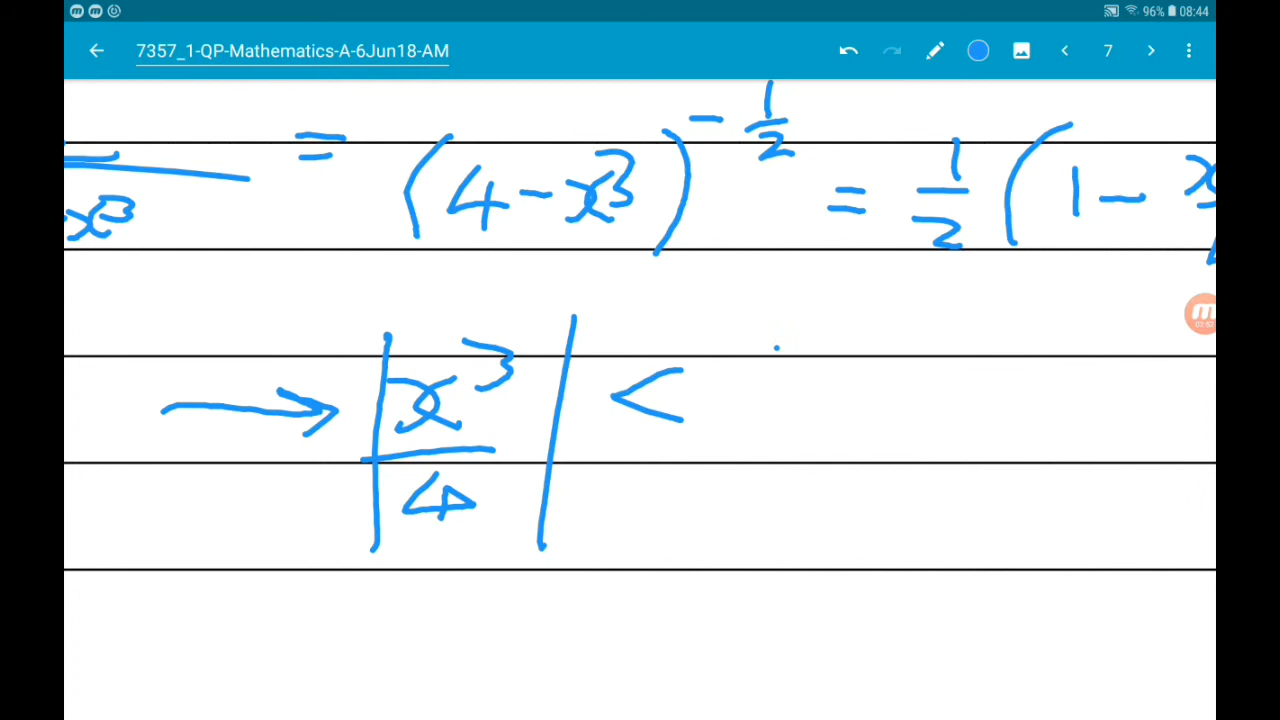 96% 08:44
7357_1-QP-Mathematics-A-6Jun18-AM 7
x³ = (4 - x³)^(-1/2) = 1/2 (1 - x
→ |x³/4| <